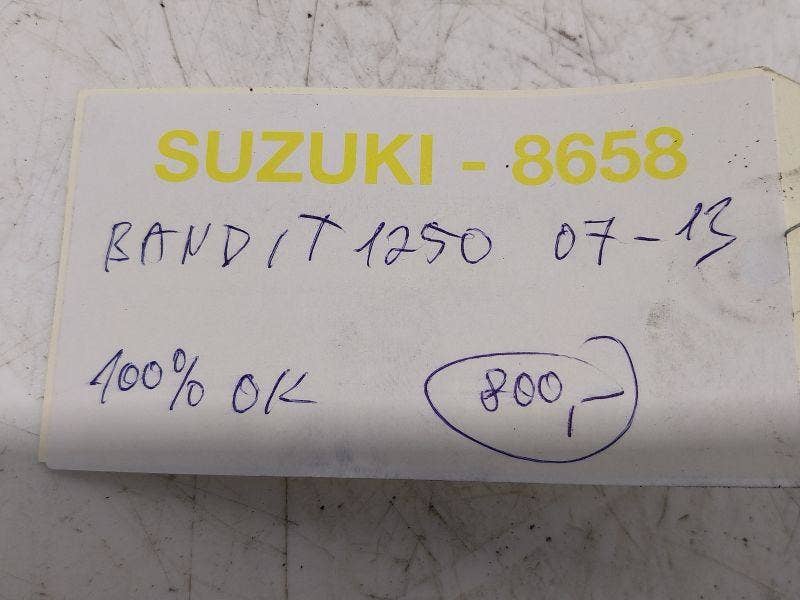 SUZUKI - 8658
BANDIT 1250 07-13
100% OK 800,-